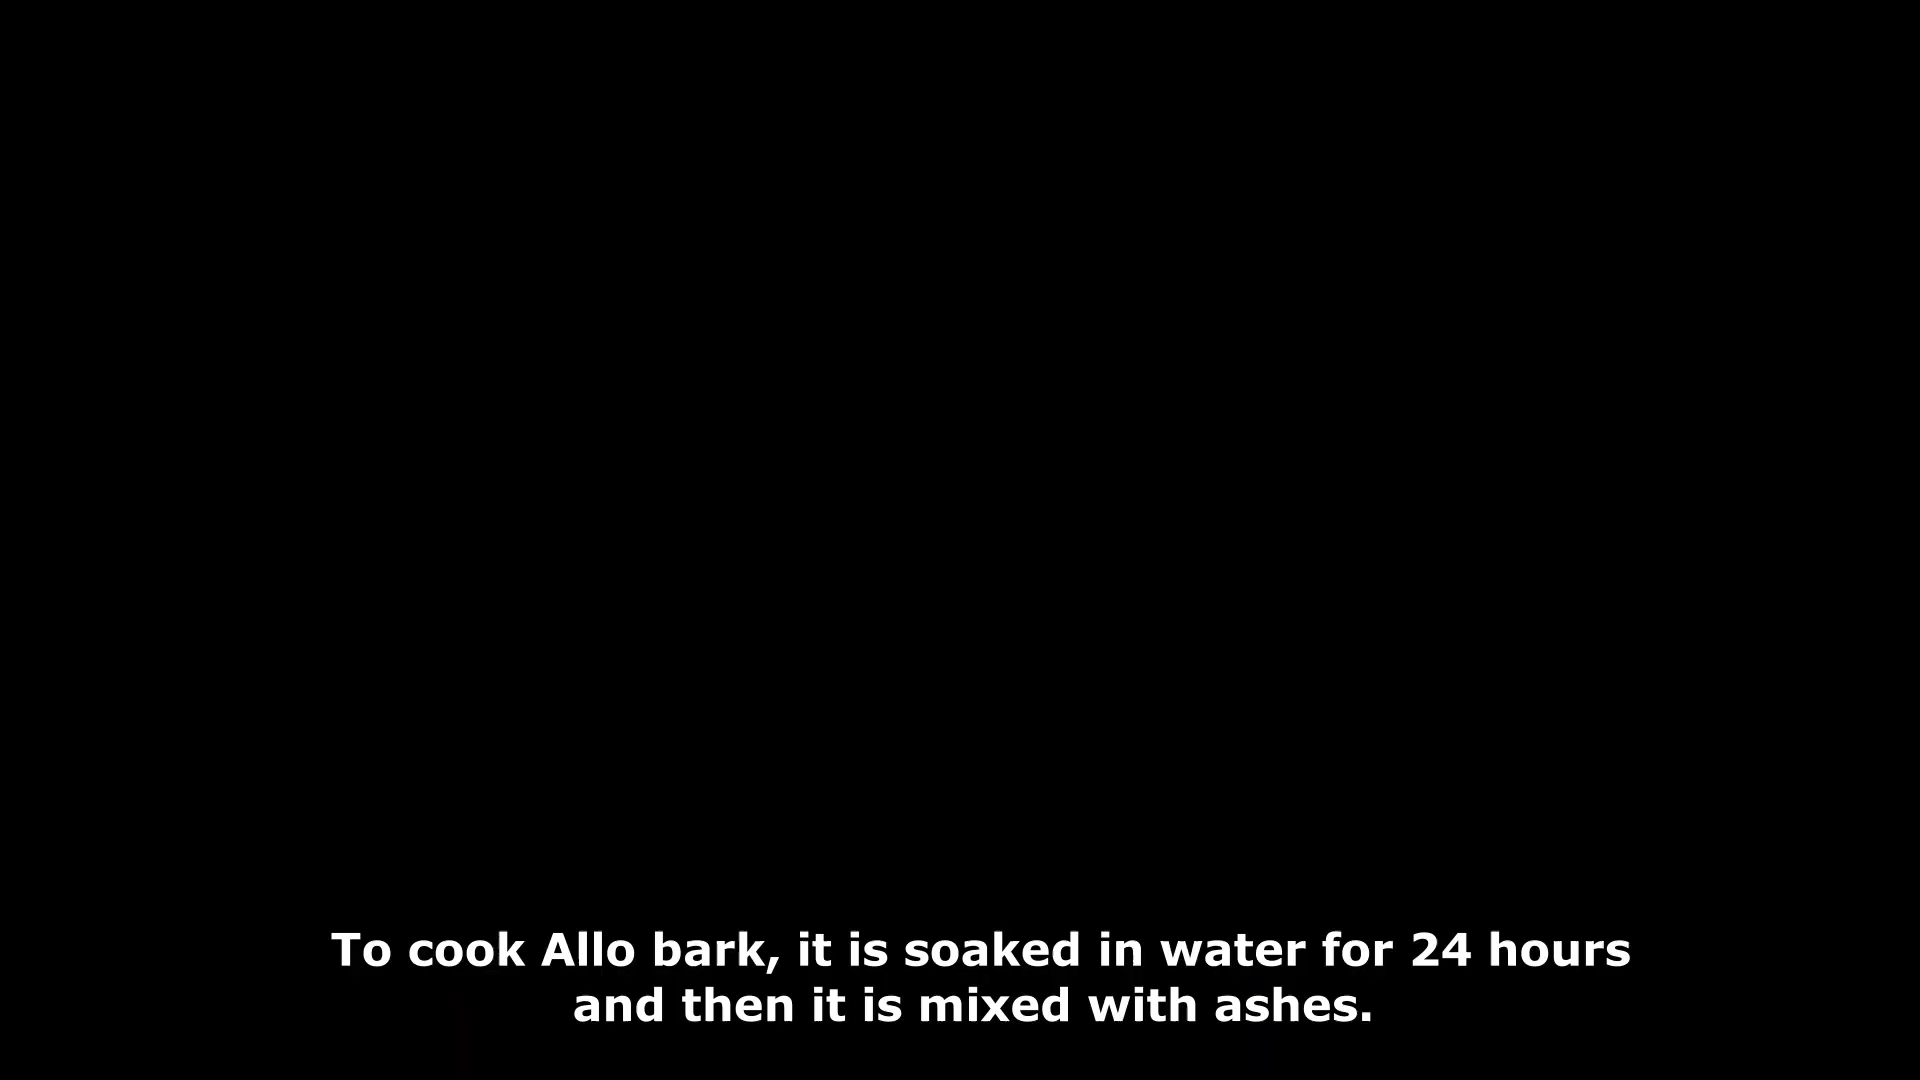 To cook Allo bark, it is soaked in water for 24 hours
and then it is mixed with ashes.